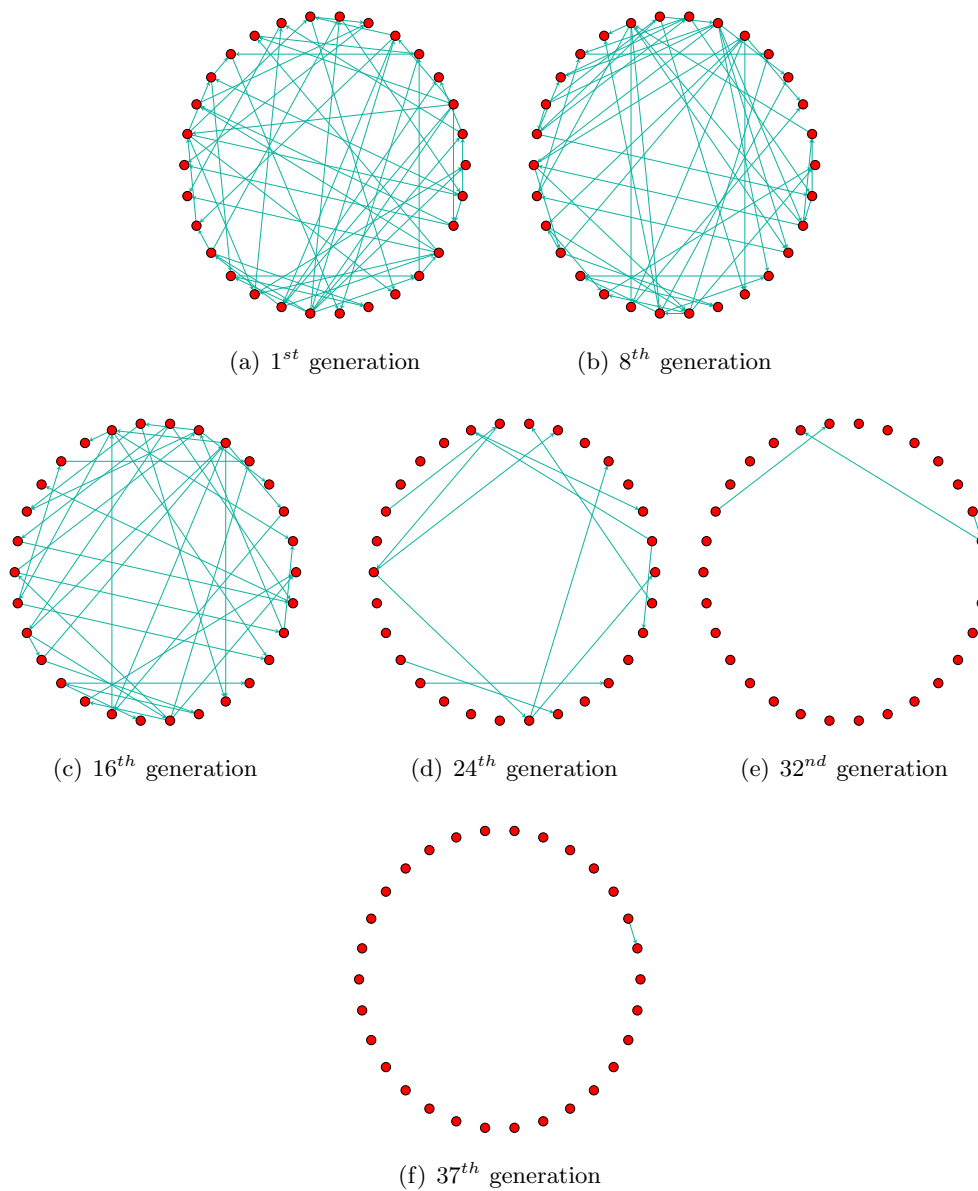 (a) 1st generation
(b) 8th generation
(c) 16th generation
(d) 24th generation
(e) 32nd generation
(f) 37th generation